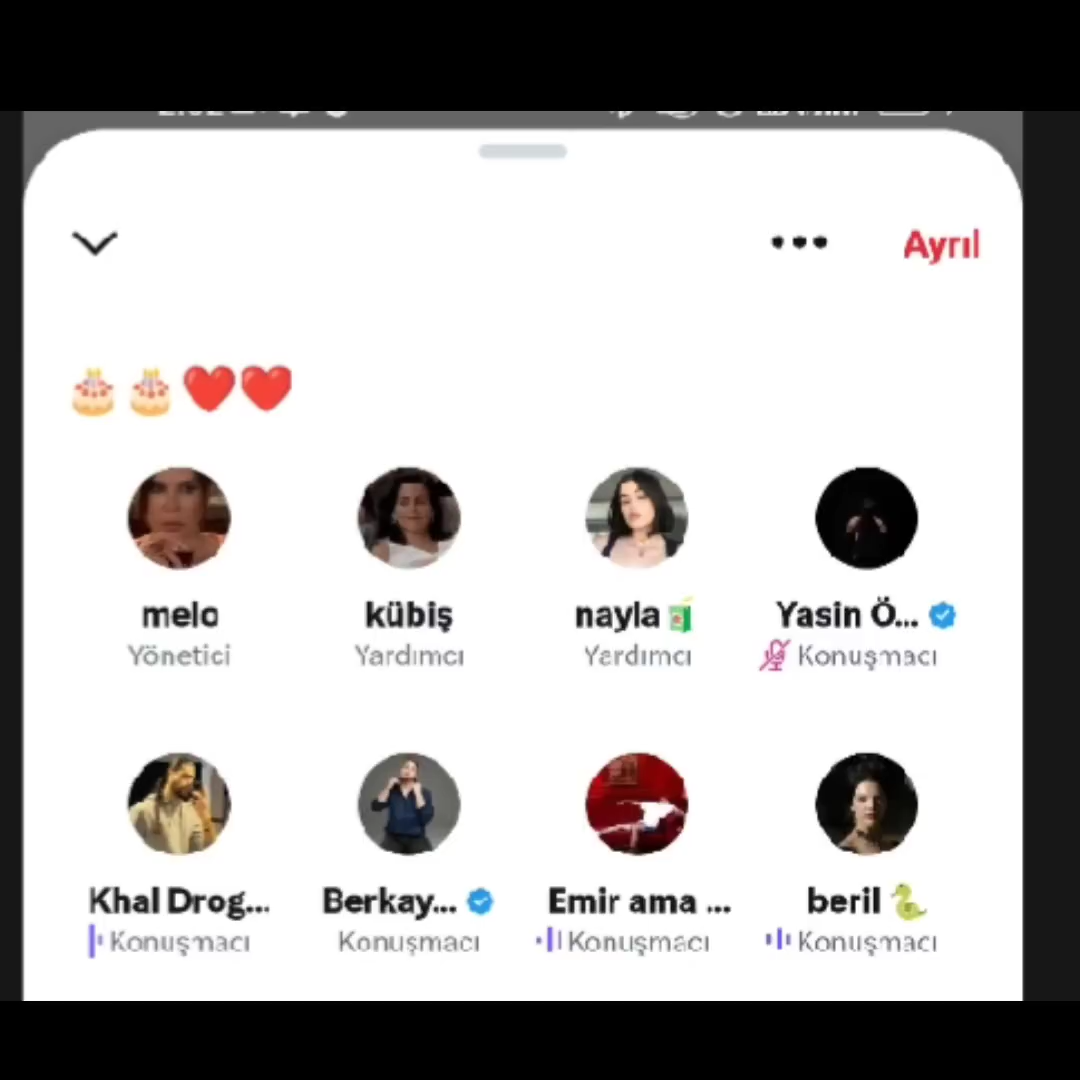 Ayrıl
🎂🎂❤️❤️
melo kübiş nayla🧃 Yasin Ö...
Yönetici Yardımcı Yardımcı Konuşmacı
Khal Drog... Berkay... Emir ama ... beril 🐍
Konuşmacı Konuşmacı Konuşmacı Konuşmacı